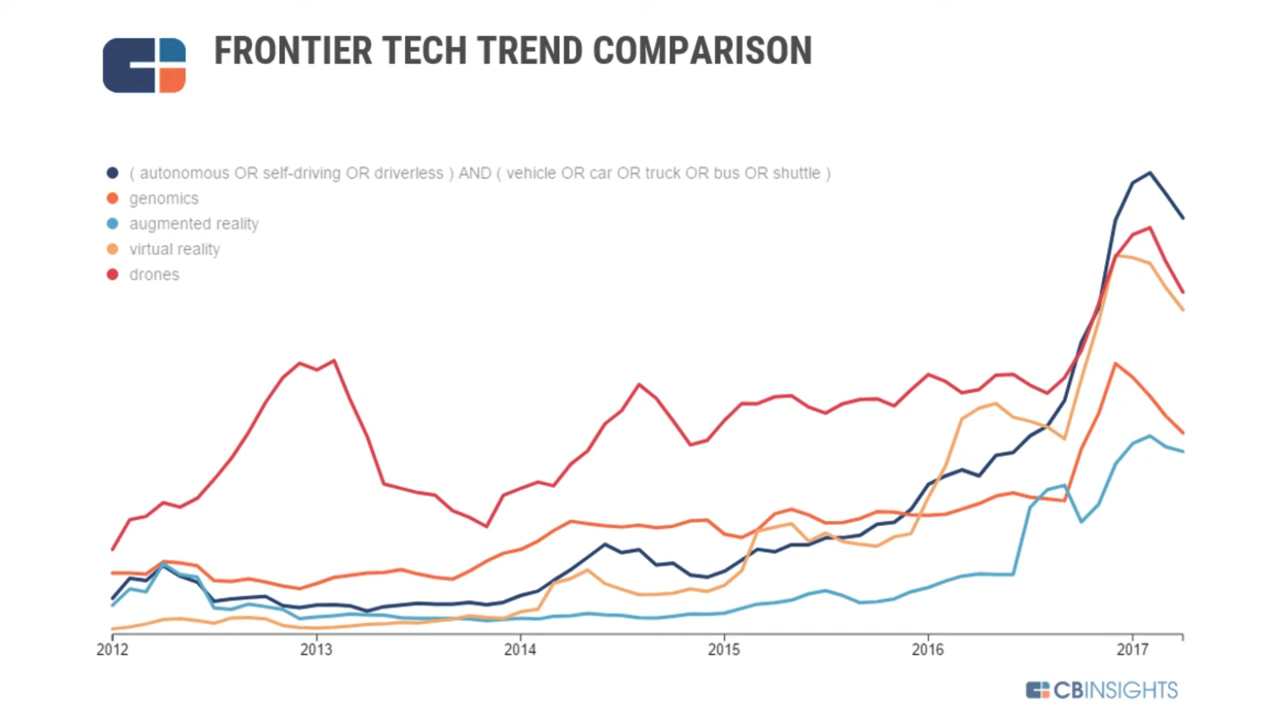 FRONTIER TECH TREND COMPARISON
( autonomous OR self-driving OR driverless ) AND ( vehicle OR car OR truck OR bus OR shuttle )
genomics
augmented reality
virtual reality
drones
2012 2013 2014 2015 2016 2017
CBINSIGHTS